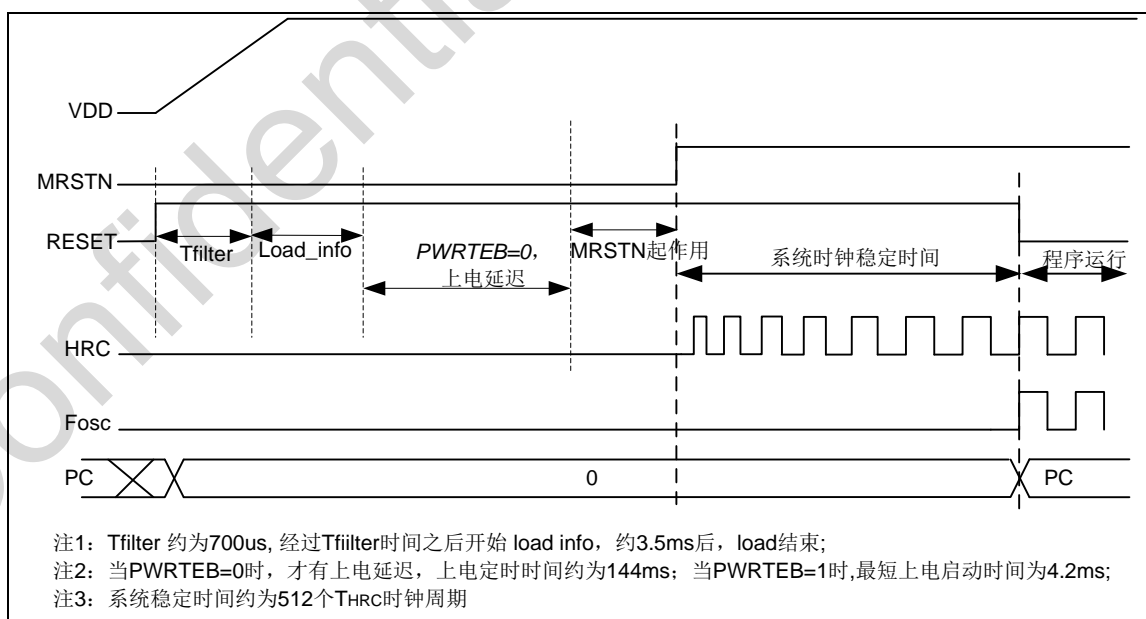 onfidentia
VDD
MRSTN
RESET
Tfilter
Load_info
PWRTEB=0,
上电延迟
MRSTN起作用
系统时钟稳定时间
程序运行
HRC
Fosc
PC
0
PC
注1：Tfilter 约为700us, 经过Tfiilter时间之后开始 load info，约3.5ms后，load结束;
注2：当PWRTEB=0时，才有上电延迟，上电定时时间约为144ms；当PWRTEB=1时,最短上电启动时间为4.2ms;
注3：系统稳定时间约为512个THRC时钟周期